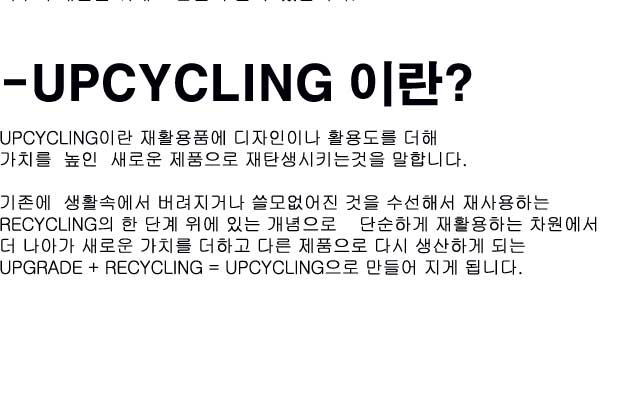 -UPCYCLING 이란?
UPCYCLING이란 재활용품에 디자인이나 활용도를 더해
가치를 높인 새로운 제품으로 재탄생시키는것을 말합니다.
기존에 생활속에서 버려지거나 쓸모없어진 것을 수선해서 재사용하는
RECYCLING의 한 단계 위에 있는 개념으로 단순하게 재활용하는 차원에서
더 나아가 새로운 가치를 더하고 다른 제품으로 다시 생산하게 되는
UPGRADE + RECYCLING = UPCYCLING으로 만들어 지게 됩니다.